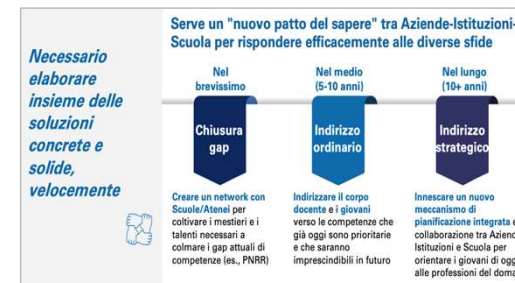 Serve un "nuovo patto del sapere" tra Aziende-Istituzioni-
Scuola per rispondere efficacemente alle diverse sfide
Necessario
elaborare
insieme delle
soluzioni
concrete e
solide,
velocemente
Nel
brevissimo
Chiusura
gap
Creare un network con
Scuole/Atenei per
coltivare i mestieri e i
talenti necessari a
colmare i gap attuali di
competenze (es., PNRR)
Nel medio
(5-10 anni)
Indirizzo
ordinario
Indirizzare il corpo
docente e i giovani
verso le competenze che
già oggi sono prioritarie
e che saranno
imprescindibili in futuro
Nel lungo
(10+ anni)
Indirizzo
strategico
Innescare un nuovo
meccanismo di
pianificazione integrata e
collaborazione tra
Istituzioni e Scuola per
orientare i giovani di
alle professioni del